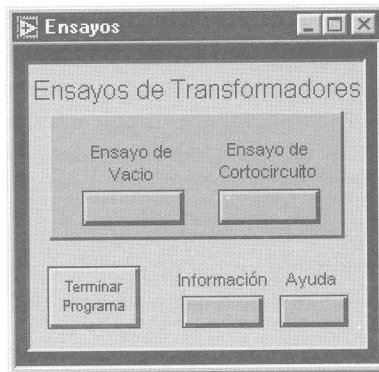 Ensayos
Ensayos de Transformadores
Ensayo de
Vacio
Ensayo de
Cortocircuito
Terminar
Programa
Información
Ayuda